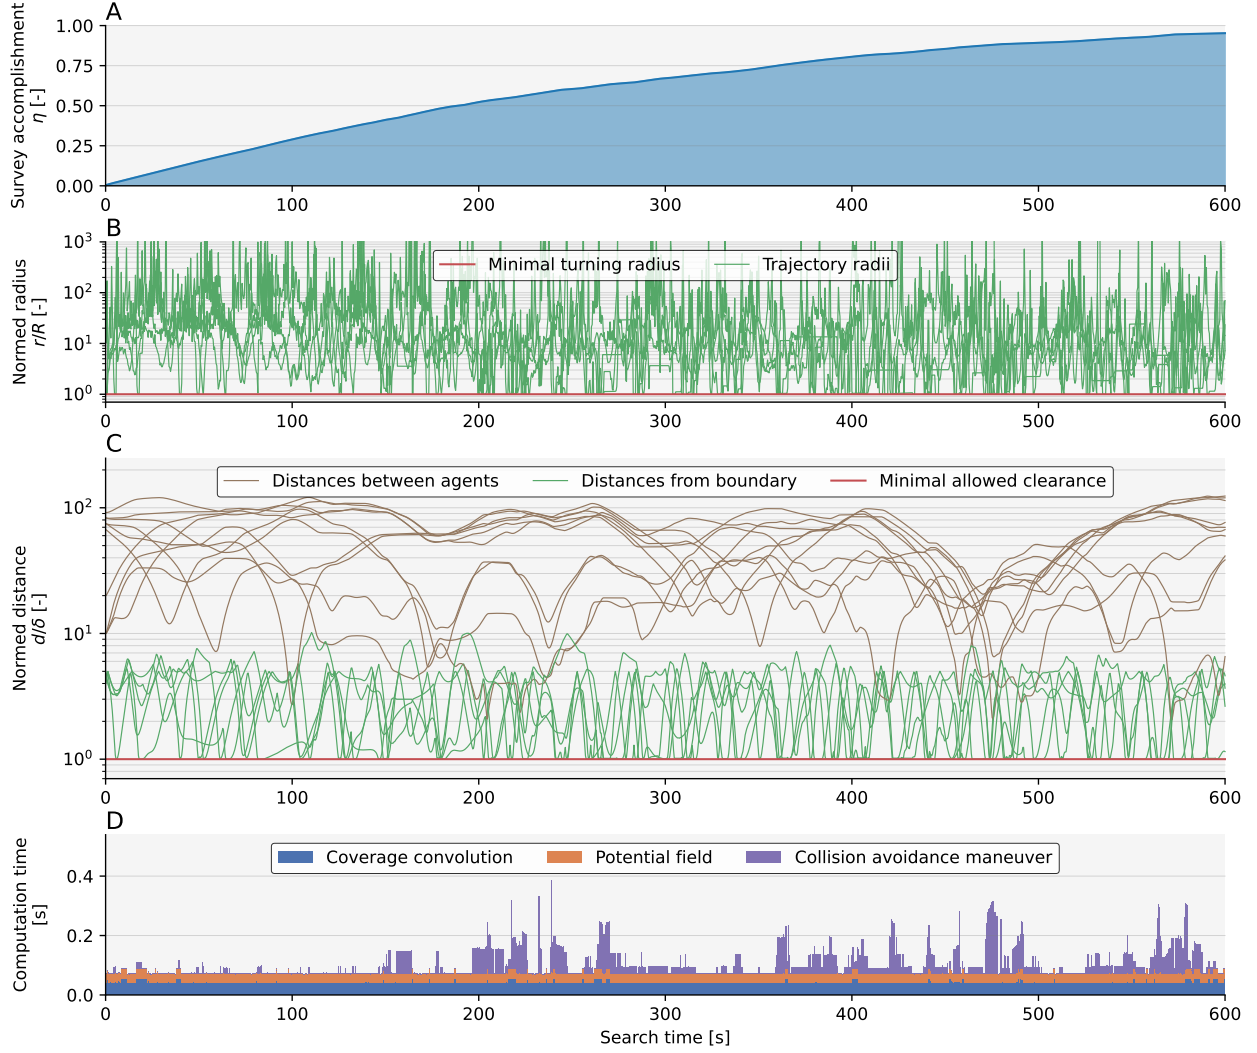 A
Survey accomplishment
η [-]
1.00
0.75
0.50
0.25
0.00
0 100 200 300 400 500 600
B
Normed radius
r/R [-]
10³
10²
10¹
10⁰
Minimal turning radius Trajectory radii
0 100 200 300 400 500 600
C
Normed distance
d/δ [-]
Distances between agents Distances from boundary Minimal allowed clearance
10²
10¹
10⁰
0 100 200 300 400 500 600
D
Computation time
[s]
Coverage convolution Potential field Collision avoidance maneuver
0.4
0.2
0.0
0 100 200 300 400 500 600
Search time [s]